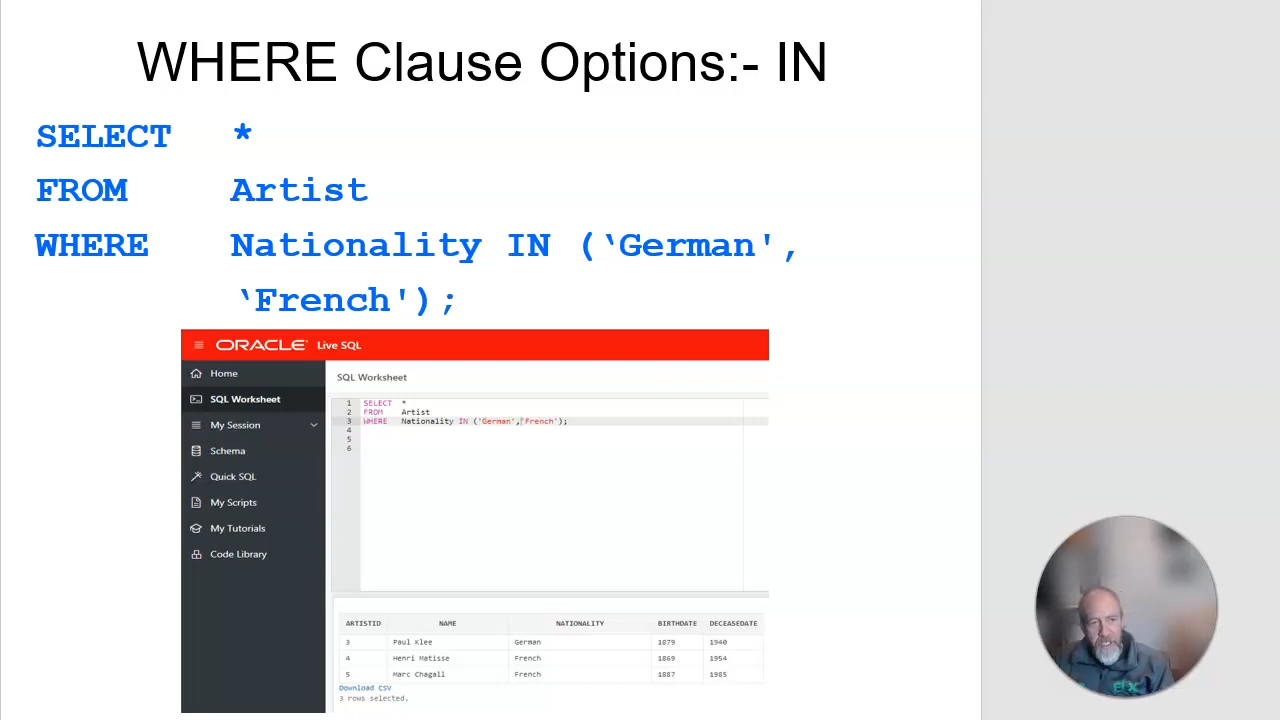 WHERE Clause Options:- IN
SELECT *
FROM Artist
WHERE Nationality IN (‘German',
‘French');
ORACLE Live SQL
Home
SQL Worksheet
My Session
Schema
Quick SQL
My Scripts
My Tutorials
Code Library
SQL Worksheet
1 SELECT *
2 FROM Artist
3 WHERE Nationality IN ('German','French');
4
5
6
ARTISTID NAME NATIONALITY BIRTHDATE DECEASEDATE
3 Paul Klee German 1879 1940
4 Henri Matisse French 1869 1954
5 Marc Chagall French 1887 1985
Download CSV
3 rows selected.